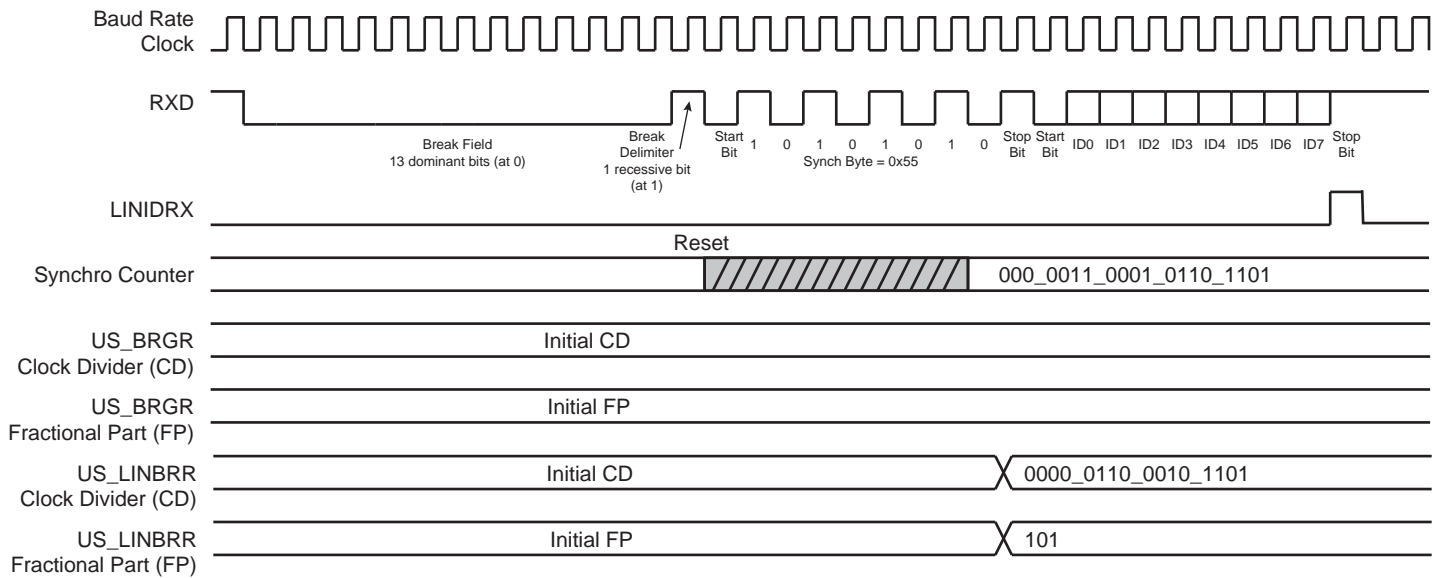 Baud Rate
Clock
RXD
Break Field
13 dominant bits (at 0)
Break
Delimiter
1 recessive bit
(at 1)
Start
Bit
1 0 1 0 1 0 1 0
Synch Byte = 0x55
Stop
Bit
Start
Bit
ID0 ID1 ID2 ID3 ID4 ID5 ID6 ID7
Stop
Bit
LINIDRX
Reset
Synchro Counter
000_0011_0001_0110_1101
US_BRGR
Clock Divider (CD)
Initial CD
US_BRGR
Fractional Part (FP)
Initial FP
US_LINBRR
Clock Divider (CD)
Initial CD
0000_0110_0010_1101
US_LINBRR
Fractional Part (FP)
Initial FP
101